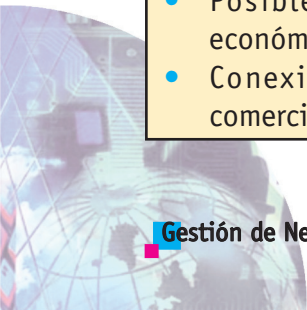 • Posible
económ
• Conexi
comerci
Gestión de Ne